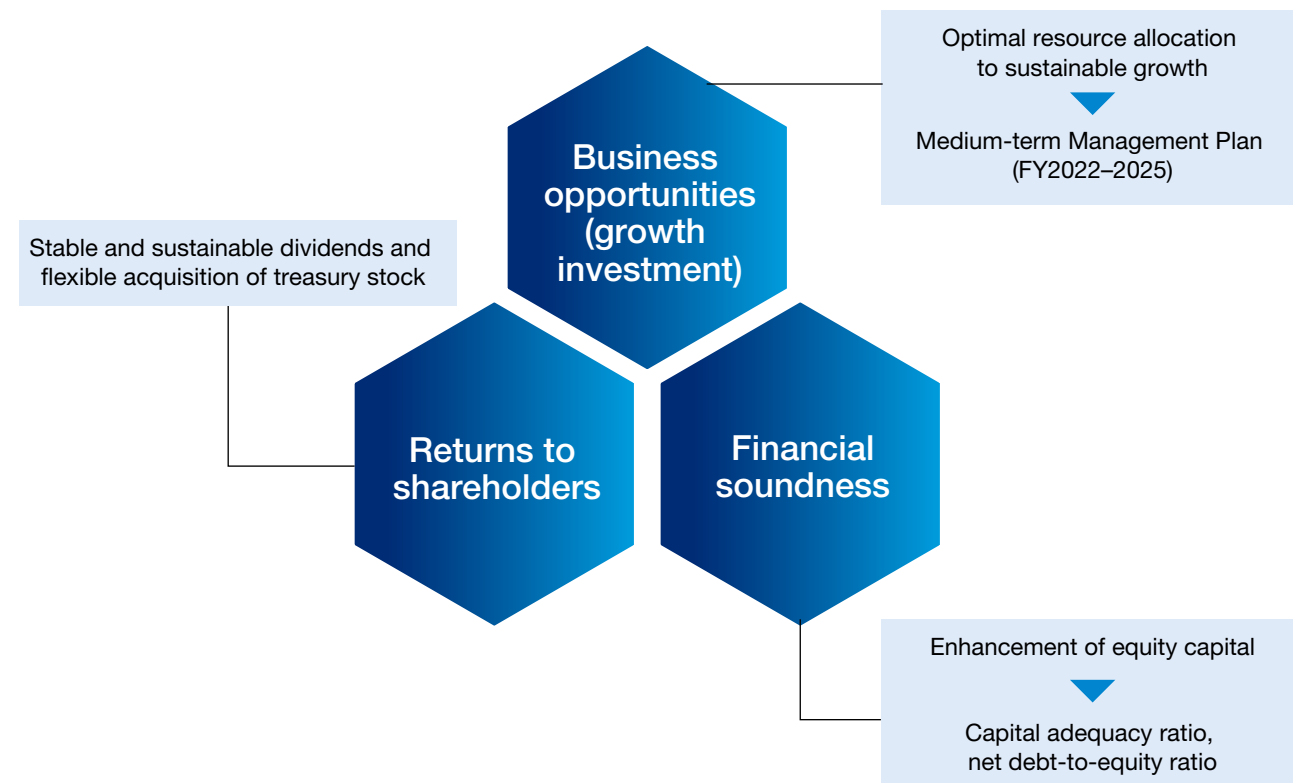 Optimal resource allocation
to sustainable growth
Medium-term Management Plan
(FY2022–2025)
Business
opportunities
(growth
investment)
Stable and sustainable dividends and
flexible acquisition of treasury stock
Returns to
shareholders
Financial
soundness
Enhancement of equity capital
Capital adequacy ratio,
net debt-to-equity ratio